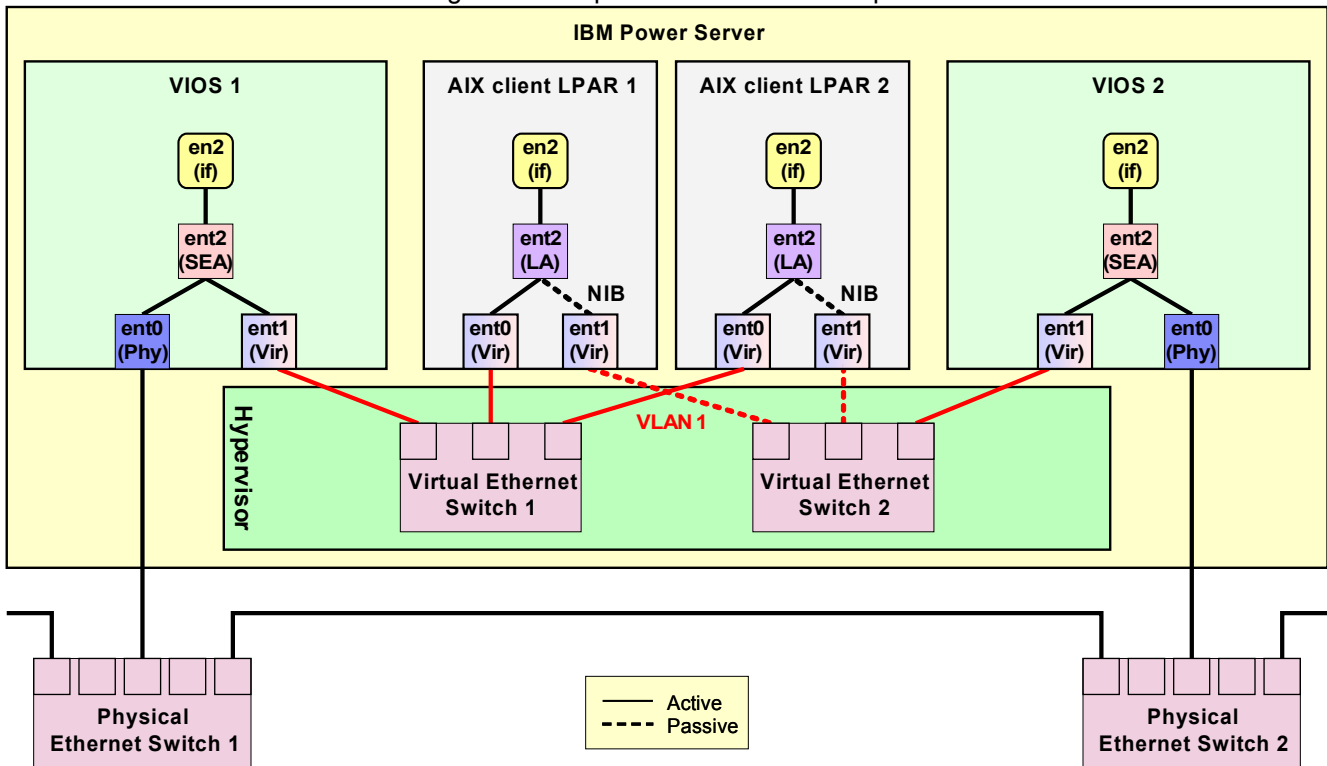 IBM Power Server
VIOS 1
AIX client LPAR 1
AIX client LPAR 2
VIOS 2
en2
(if)
en2
(if)
en2
(if)
en2
(if)
ent2
(SEA)
ent2
(LA)
ent2
(LA)
ent2
(SEA)
NIB
NIB
ent0
(Phy)
ent1
(Vir)
ent0
(Vir)
ent1
(Vir)
ent0
(Vir)
ent1
(Vir)
ent1
(Vir)
ent0
(Phy)
Hypervisor
VLAN 1
Virtual Ethernet
Switch 1
Virtual Ethernet
Switch 2
Physical
Ethernet Switch 1
Active
Passive
Physical
Ethernet Switch 2